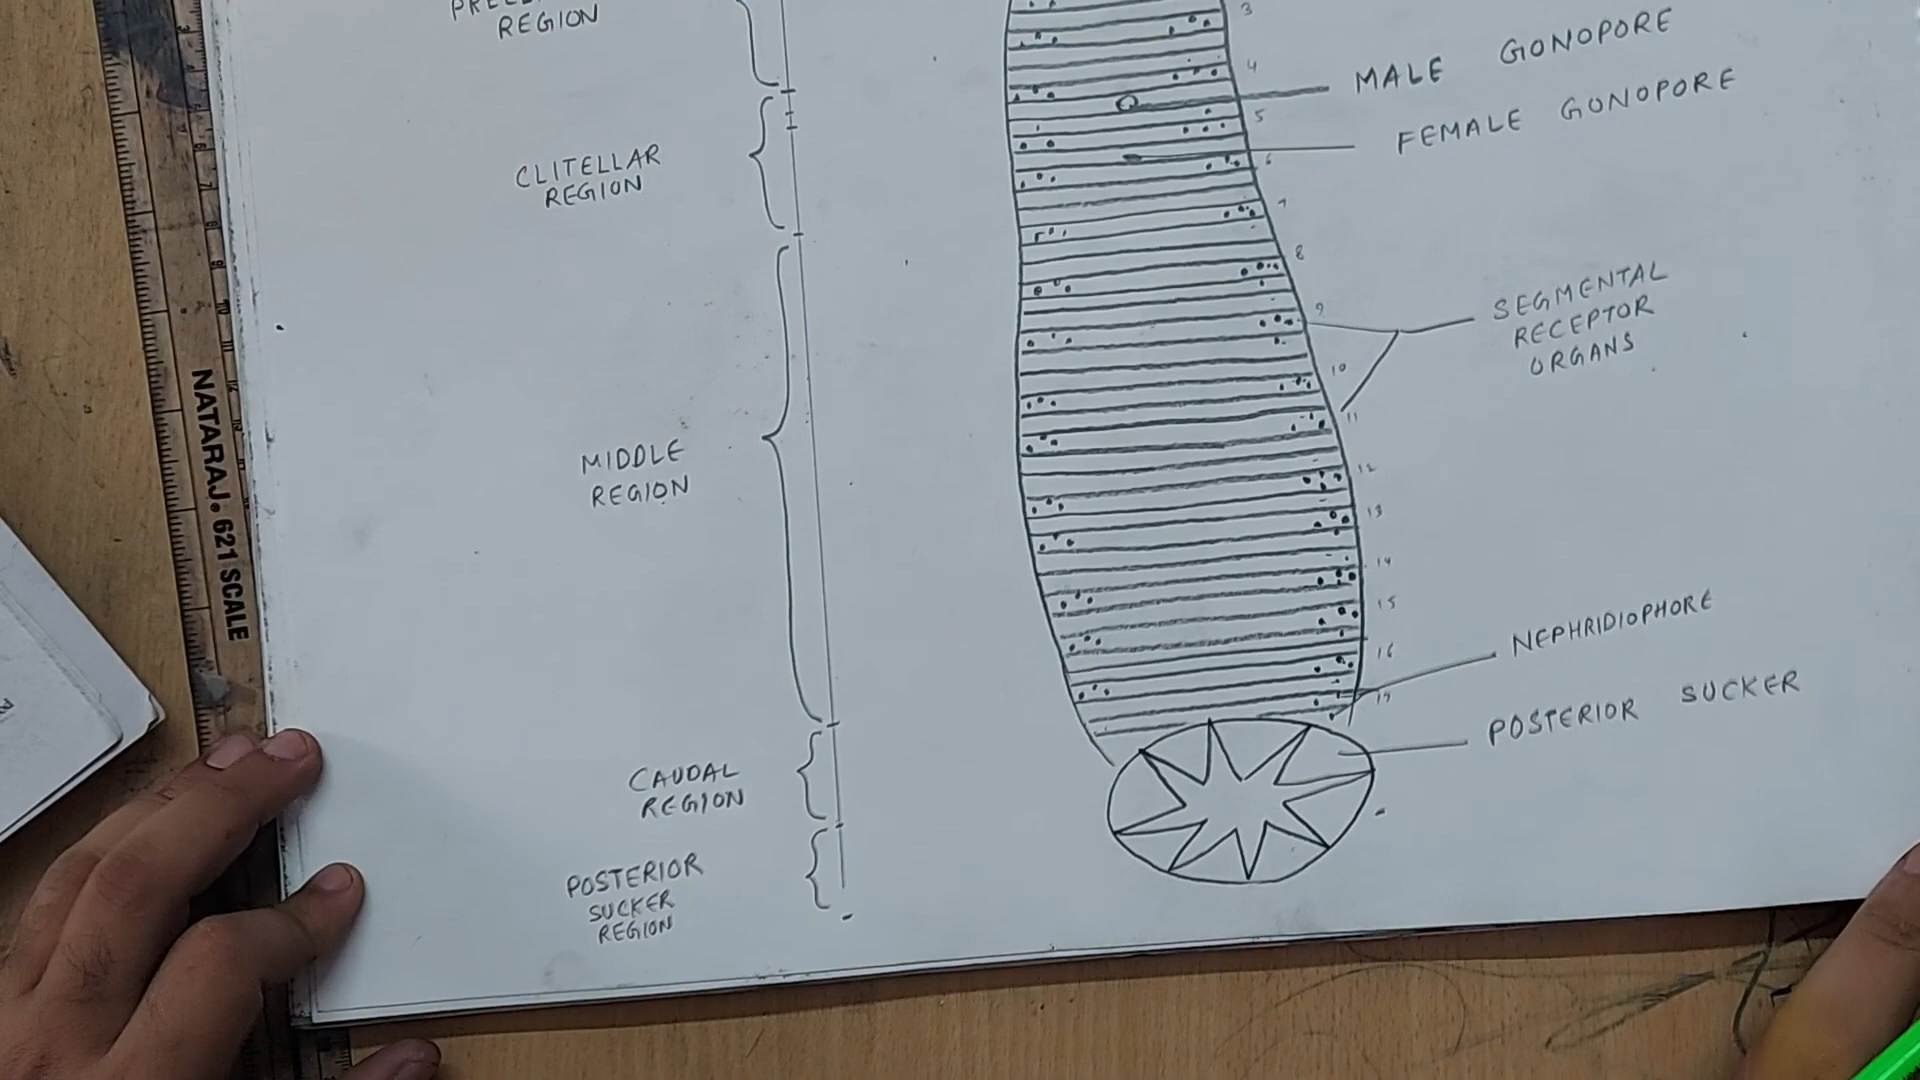 REGION
CLITELLAR
REGION
MIDDLE
REGION
CAUDAL
REGION
POSTERIOR
SUCKER
REGION
3
4
5
6
7
8
9
10
11
12
13
14
15
16
17
MALE GONOPORE
FEMALE GONOPORE
SEGMENTAL
RECEPTOR
ORGANS
NEPHRIDIOPHORE
POSTERIOR SUCKER
NATARAJ. 621 SCALE